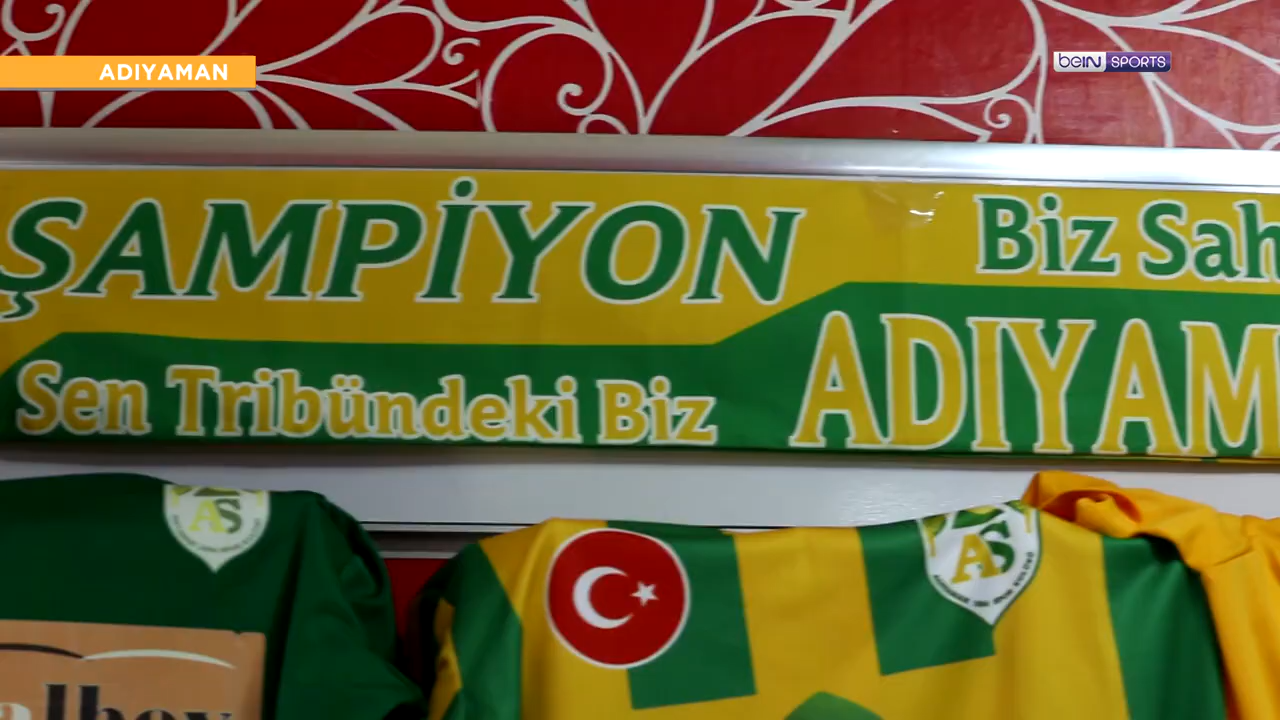 ADIYAMAN
beIN SPORTS
ŞAMPİYON
Biz Sah
Sen Tribündeki Biz
ADIYAM
AS
AS